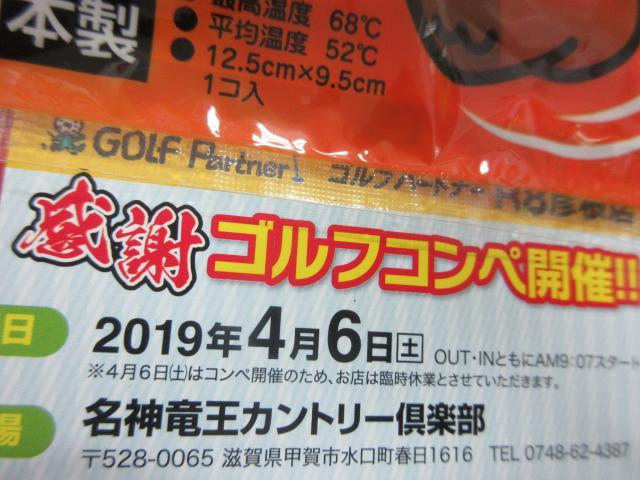 最高温度 68℃
本製
● 平均温度 52℃
● 12.5cm×9.5cm
1コ入
GOLF Partner! ゴルフパートナー R8彦根店
感謝 ゴルフコンペ開催!!
日 2019年4月6日土 OUT・INともにAM9:07スタート
※4月6日(土)はコンペ開催のため、お店は臨時休業とさせていただきます。
場 名神竜王カントリー倶楽部
〒528-0065 滋賀県甲賀市水口町春日1616 TEL 0748-62-4387